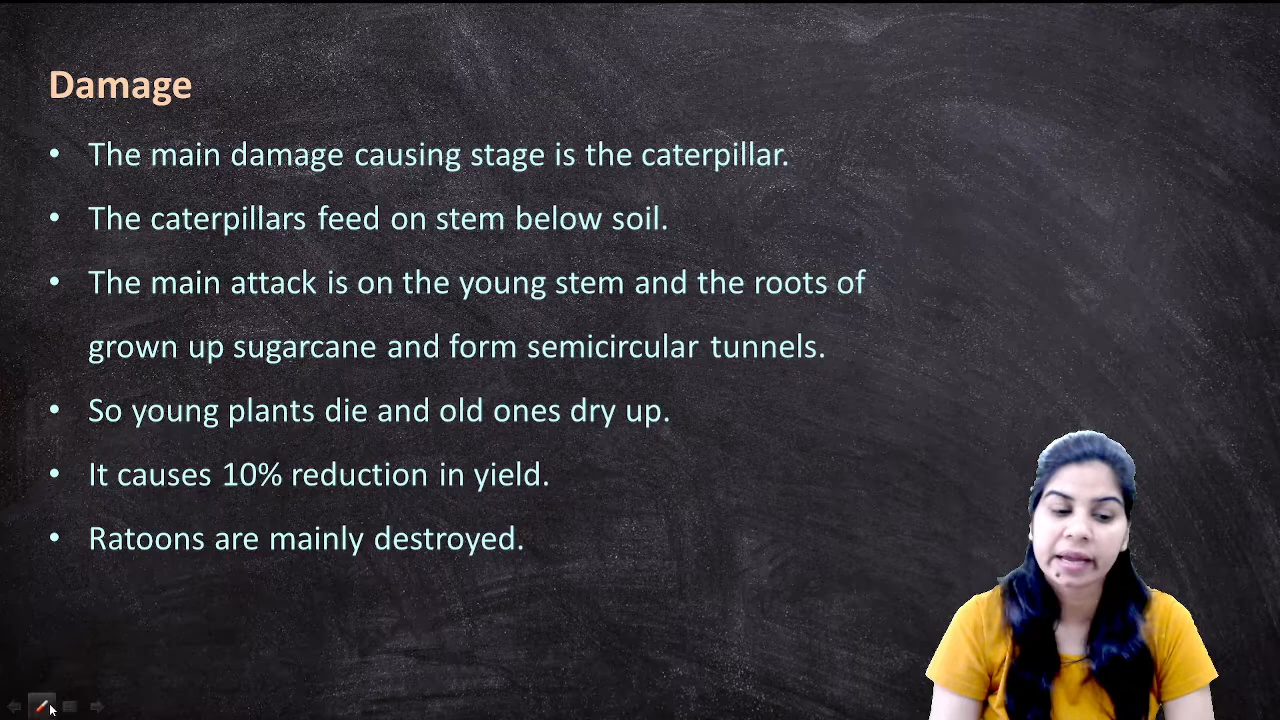 Damage
• The main damage causing stage is the caterpillar.
• The caterpillars feed on stem below soil.
• The main attack is on the young stem and the roots of
grown up sugarcane and form semicircular tunnels.
• So young plants die and old ones dry up.
• It causes 10% reduction in yield.
• Ratoons are mainly destroyed.